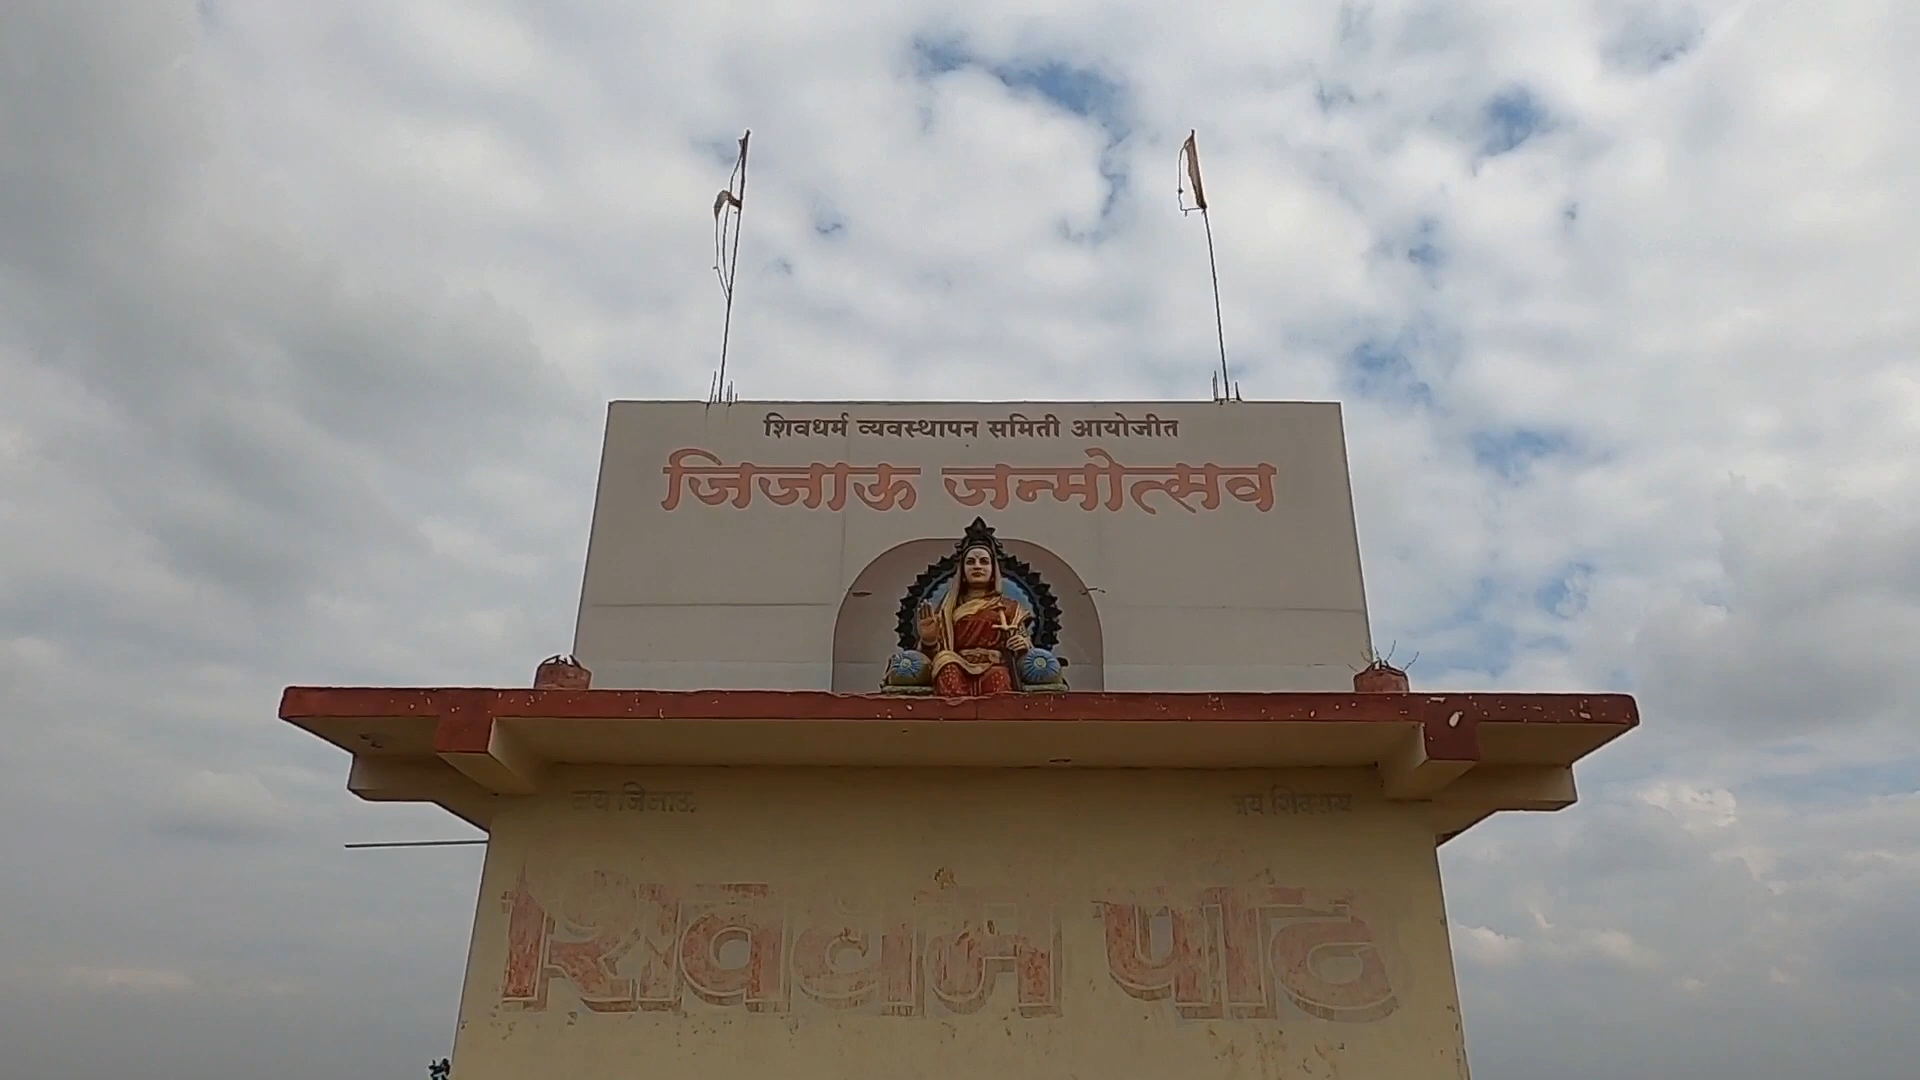 शिवधर्म व्यवस्थापन समिती आयोजीत
जिजाऊ जन्मोत्सव
जय जिजाऊ
जय शिवराय
शिवधर्म पीठ